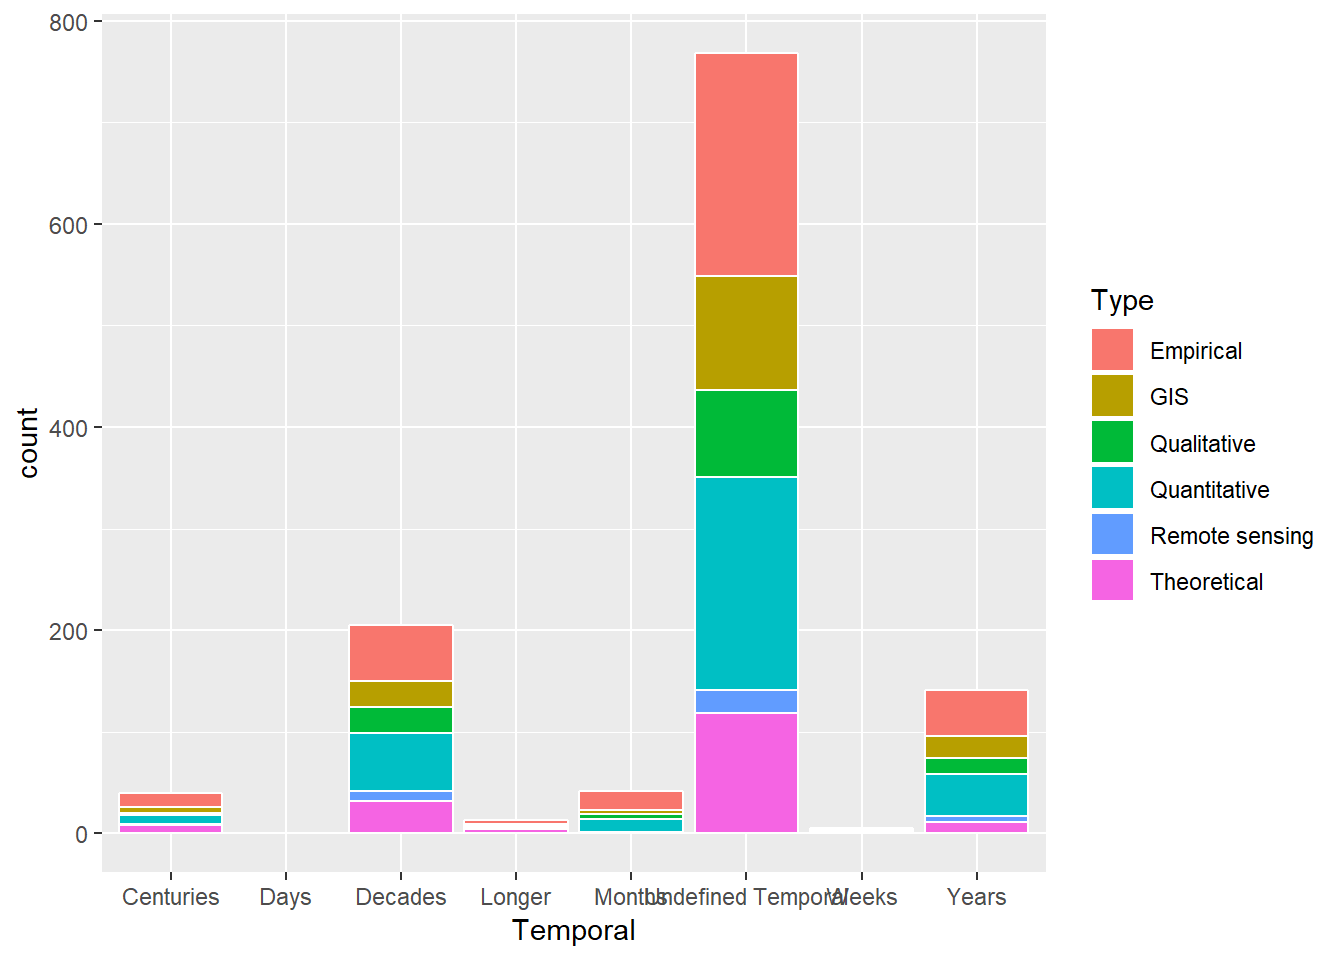 800
600
400
200
0
count
Centuries Days Decades Longer Months Undefined Temporal Weeks Years
Temporal
Type
Empirical
GIS
Qualitative
Quantitative
Remote sensing
Theoretical